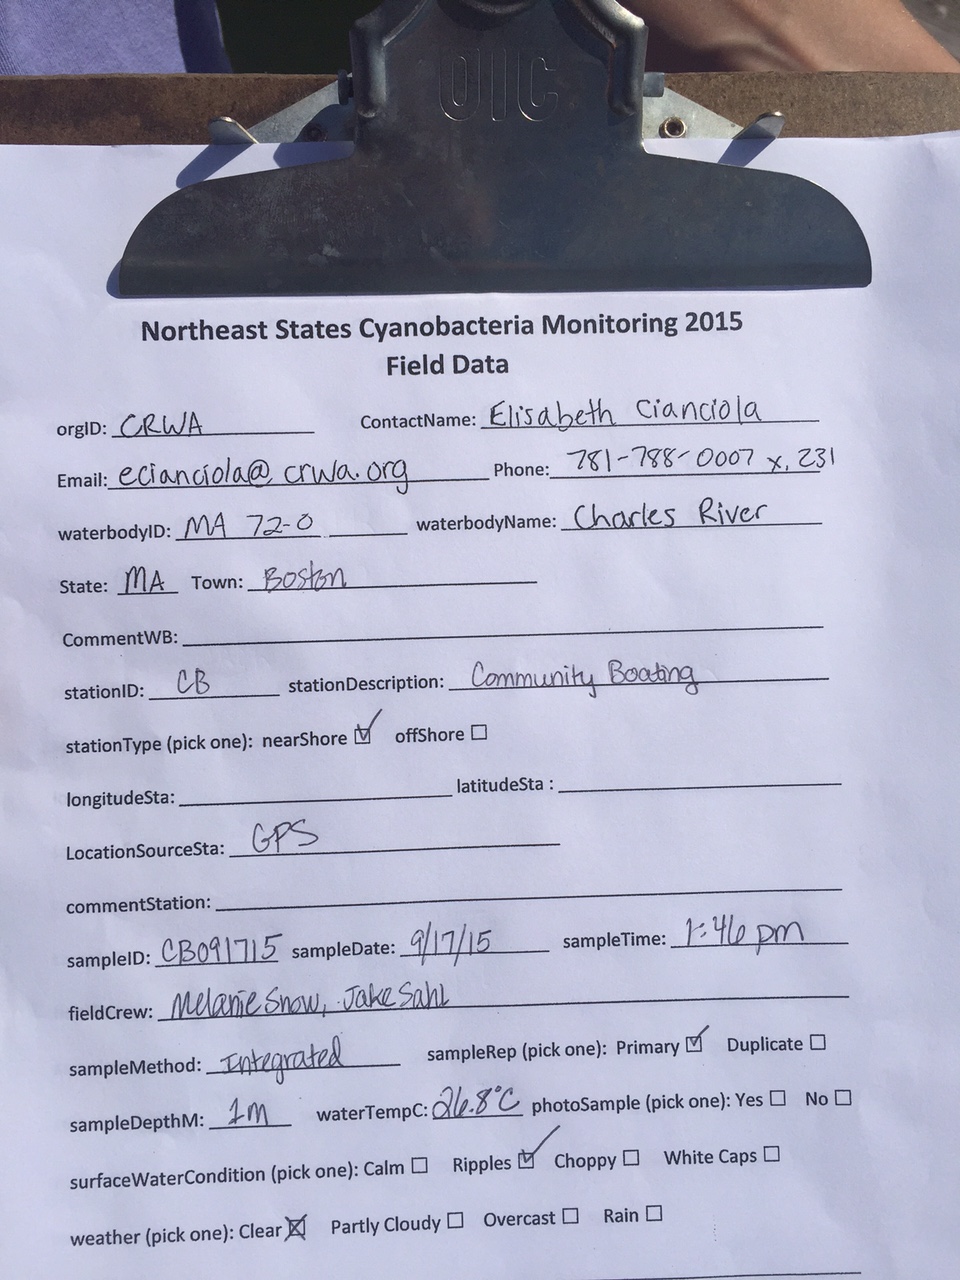 OIC
Northeast States Cyanobacteria Monitoring 2015
Field Data
orgID: CRWA ContactName: Elisabeth Cianciola
Email: ecianciola@crwa.org Phone: 781-788-0007 x. 231
waterbodyID: MA 72-0 waterbodyName: Charles River
State: MA Town: Boston
CommentWB:
stationID: CB stationDescription: Community Boating
stationType (pick one): nearShore ☑ offShore ☐
longitudeSta: latitudeSta :
LocationSourceSta: GPS
commentStation:
sampleID: CB091715 sampleDate: 9/17/15 sampleTime: 1:46 pm
fieldCrew: Melanie Snow, Jake Sahl
sampleMethod: Integrated sampleRep (pick one): Primary ☑ Duplicate ☐
sampleDepthM: 1M waterTempC: 26.8°C photoSample (pick one): Yes ☐ No ☐
surfaceWaterCondition (pick one): Calm ☐ Ripples ☑ Choppy ☐ White Caps ☐
weather (pick one): Clear ☒ Partly Cloudy ☐ Overcast ☐ Rain ☐